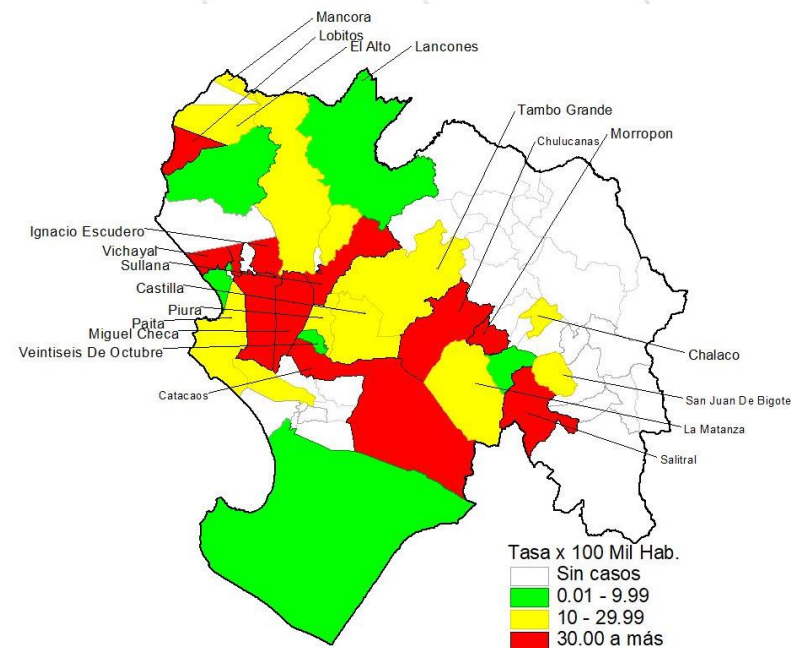 Mancora
Lobitos
El Alto
Lancones
Tambo Grande
Chulucanas
Morropon
Ignacio Escudero
Vichayal
Sullana
Castilla
Piura
Paita
Miguel Checa
Veintiseis De Octubre
Catacaos
Chalaco
San Juan De Bigote
La Matanza
Salitral
Tasa x 100 Mil Hab.
Sin casos
0.01 - 9.99
10 - 29.99
30.00 a más